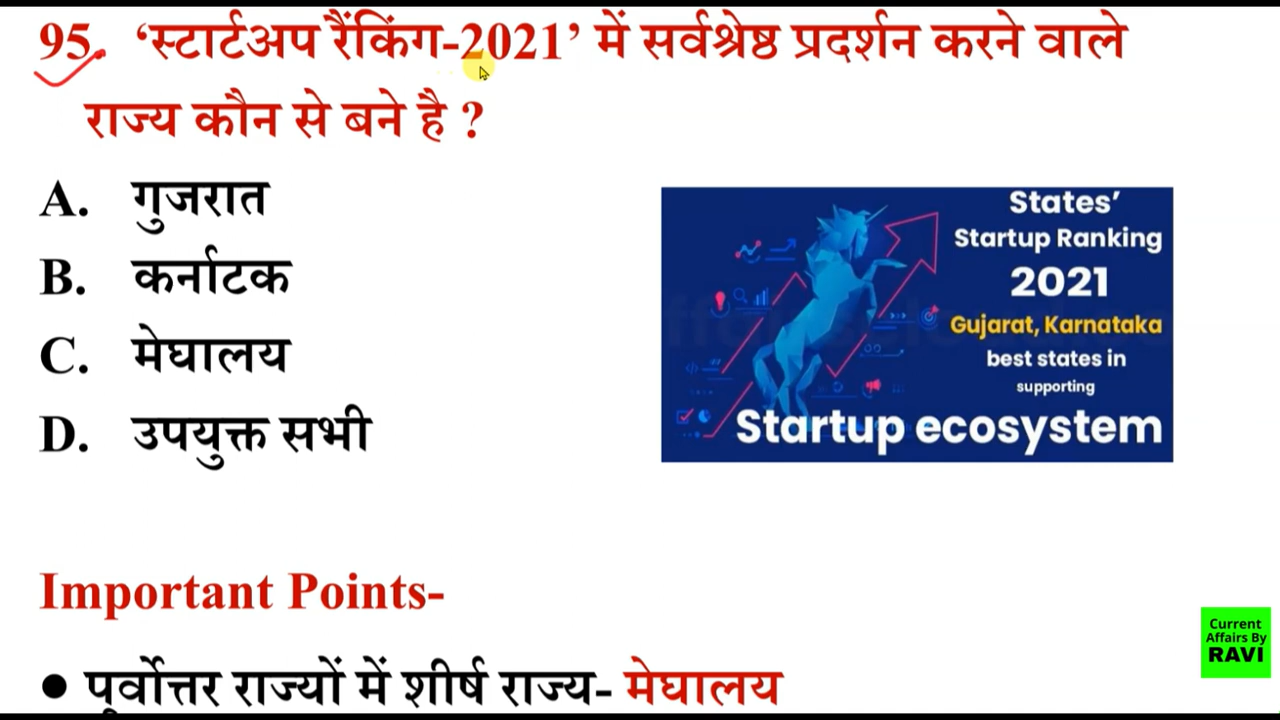 95. ‘स्टार्टअप रैंकिंग-2021’ में सर्वश्रेष्ठ प्रदर्शन करने वाले
राज्य कौन से बने है ?
A. गुजरात
B. कर्नाटक
C. मेघालय
D. उपयुक्त सभी
States’
Startup Ranking
2021
Gujarat, Karnataka
best states in
supporting
Startup ecosystem
Important Points-
● पूर्वोत्तर राज्यों में शीर्ष राज्य- मेघालय
Current
Affairs By
RAVI